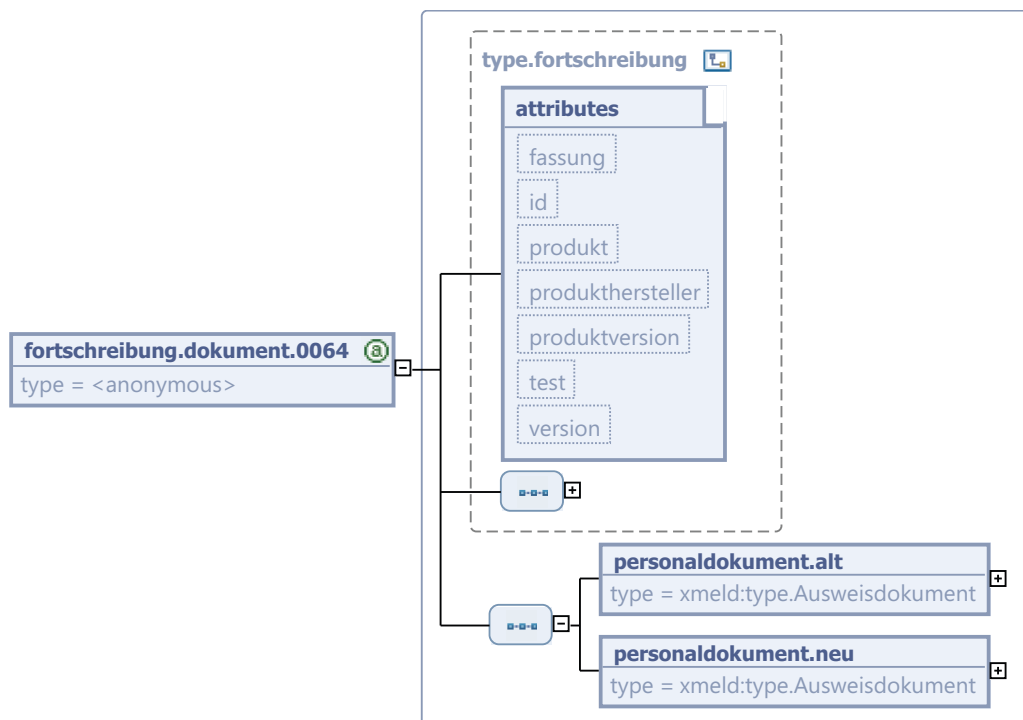 type.fortschreibung
attributes
fassung
id
produkt
produkthersteller
produktversion
test
version
fortschreibung.dokument.0064
type = <anonymous>
personaldokument.alt
type = xmeld:type.Ausweisdokument
personaldokument.neu
type = xmeld:type.Ausweisdokument